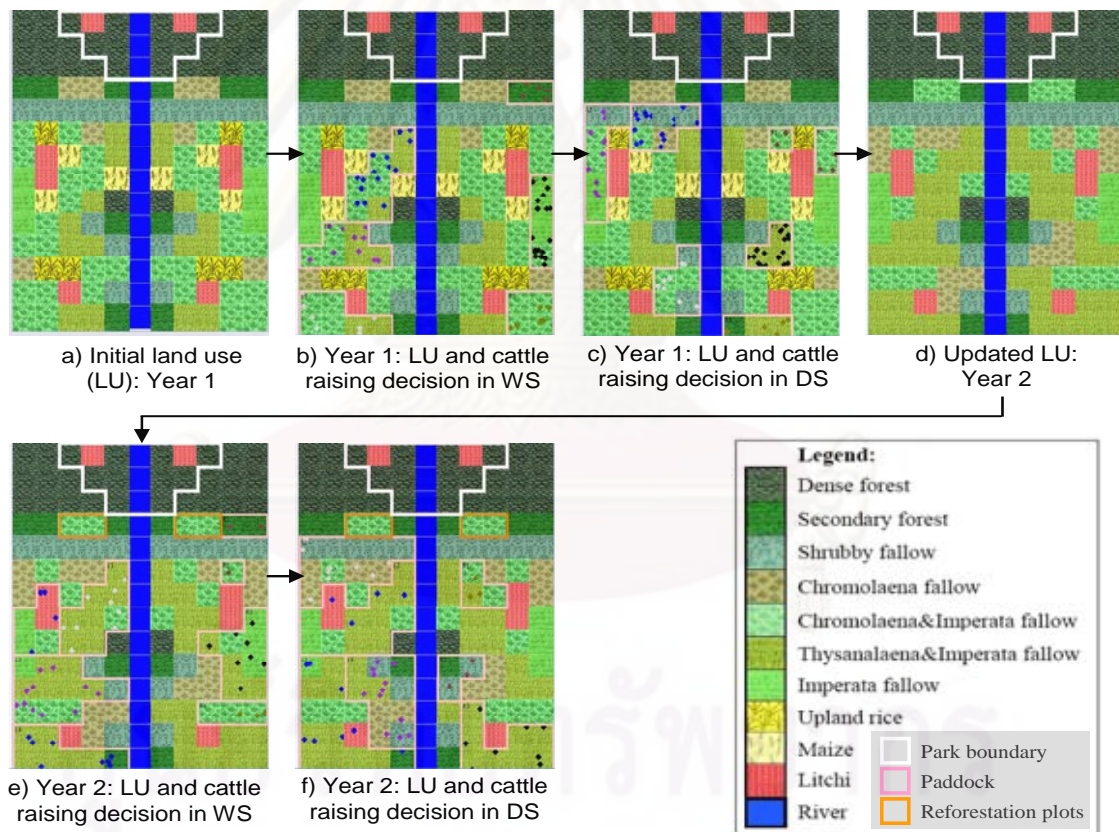 a) Initial land use
(LU): Year 1
b) Year 1: LU and cattle
raising decision in WS
c) Year 1: LU and cattle
raising decision in DS
d) Updated LU:
Year 2
e) Year 2: LU and cattle
raising decision in WS
f) Year 2: LU and cattle
raising decision in DS
Legend:
Dense forest
Secondary forest
Shrubby fallow
Chromolaena fallow
Chromolaena&Imperata fallow
Thysanalaena&Imperata fallow
Imperata fallow
Upland rice
Maize
Litchi
River
Park boundary
Paddock
Reforestation plots